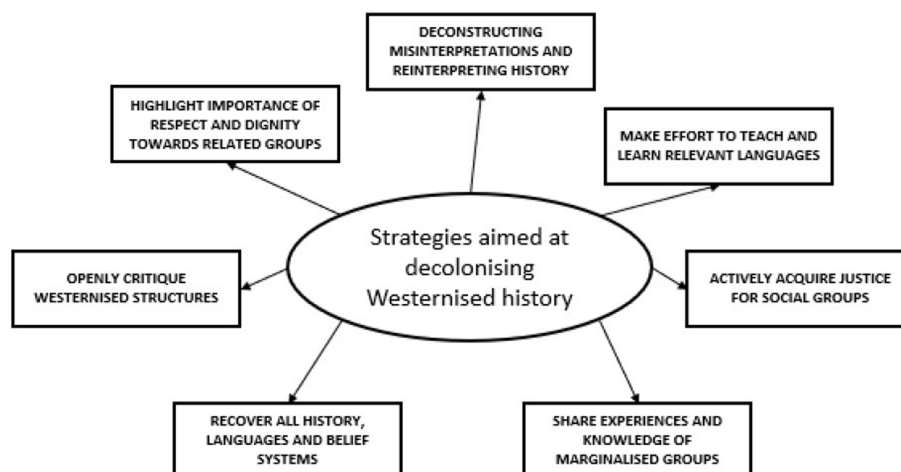 DECONSTRUCTING
MISINTERPRETATIONS AND
REINTERPRETING HISTORY
HIGHLIGHT IMPORTANCE OF
RESPECT AND DIGNITY
TOWARDS RELATED GROUPS
MAKE EFFORT TO TEACH AND
LEARN RELEVANT LANGUAGES
Strategies aimed at
decolonising
Westernised history
OPENLY CRITIQUE
WESTERNISED STRUCTURES
ACTIVELY ACQUIRE JUSTICE
FOR SOCIAL GROUPS
RECOVER ALL HISTORY,
LANGUAGES AND BELIEF
SYSTEMS
SHARE EXPERIENCES AND
KNOWLEDGE OF
MARGINALISED GROUPS